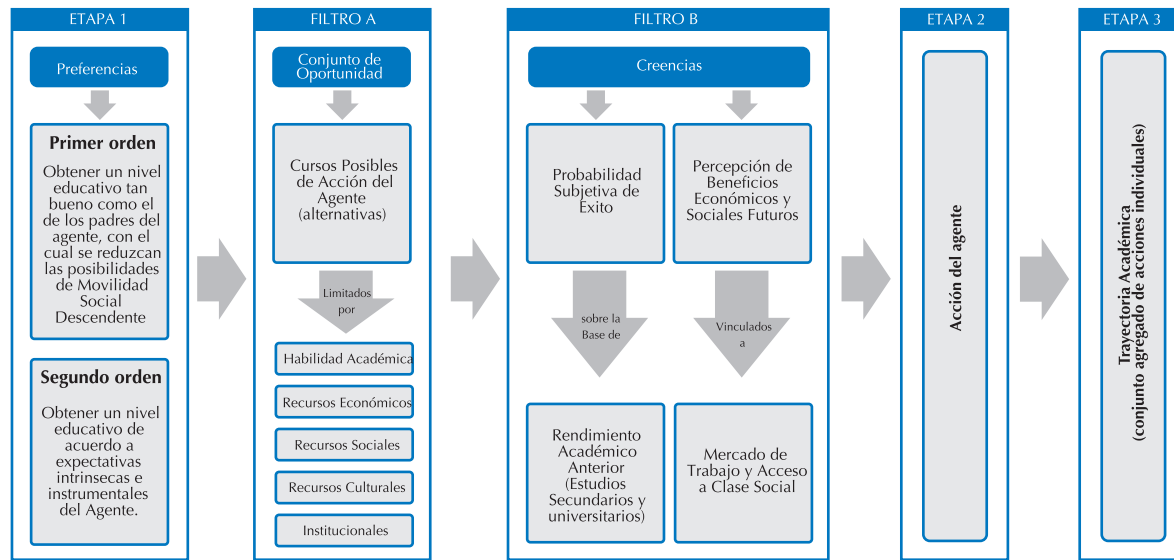 ETAPA 1
Preferencias
Primer orden
Obtener un nivel
educativo tan
bueno como el
de los padres del
agente, con el
cual se reduzcan
las posibilidades
de Movilidad
Social
Descendente
Segundo orden
Obtener un nivel
educativo de
acuerdo a
expectativas
intrinsecas e
instrumentales
del Agente.
FILTRO A
Conjunto de
Oportunidad
Cursos Posibles
de Acción del
Agente
(alternativas)
Limitados
por
Habilidad Académica
Recursos Económicos
Recursos Sociales
Recursos Culturales
Institucionales
FILTRO B
Creencias
Probabilidad
Subjetiva de
Exito
sobre la
Base de
Rendimiento
Académico
Anterior
(Estudios
Secundarios y
universitarios)
Percepción de
Beneficios
Económicos y
Sociales Futuros
Vinculados
a
Mercado de
Trabajo y Acceso
a Clase Social
ETAPA 2
Acción del agente
ETAPA 3
Trayectoria Académica
(conjunto agregado de acciones individuales)